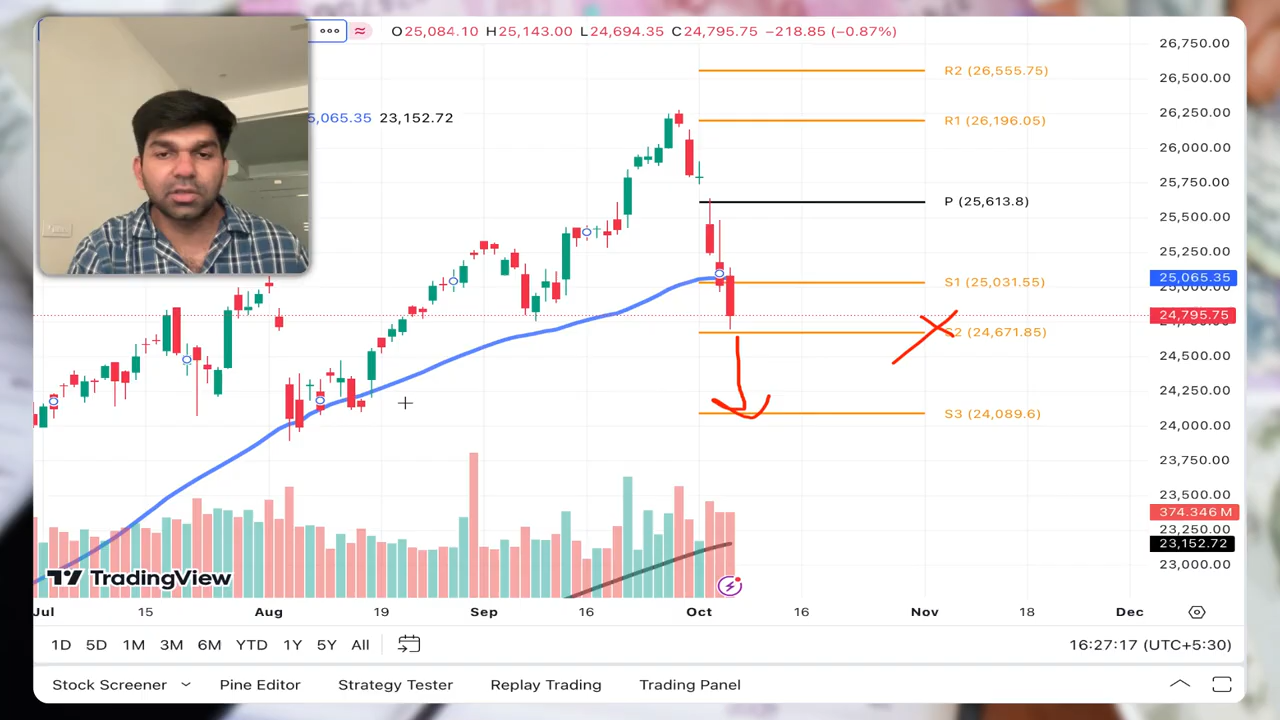 ••• ≈ O25,084.10 H25,143.00 L24,694.35 C24,795.75 −218.85 (−0.87%)
5,065.35 23,152.72
R2 (26,555.75)
R1 (26,196.05)
P (25,613.8)
S1 (25,031.55)
S2 (24,671.85)
S3 (24,089.6)
26,750.00
26,500.00
26,250.00
26,000.00
25,750.00
25,500.00
25,250.00
25,065.35
24,795.75
24,500.00
24,250.00
24,000.00
23,750.00
23,500.00
374.346 M
23,250.00
23,152.72
23,000.00
TradingView
Jul 15 Aug 19 Sep 16 Oct 16 Nov 18 Dec
1D 5D 1M 3M 6M YTD 1Y 5Y All 16:27:17 (UTC+5:30)
Stock Screener Pine Editor Strategy Tester Replay Trading Trading Panel